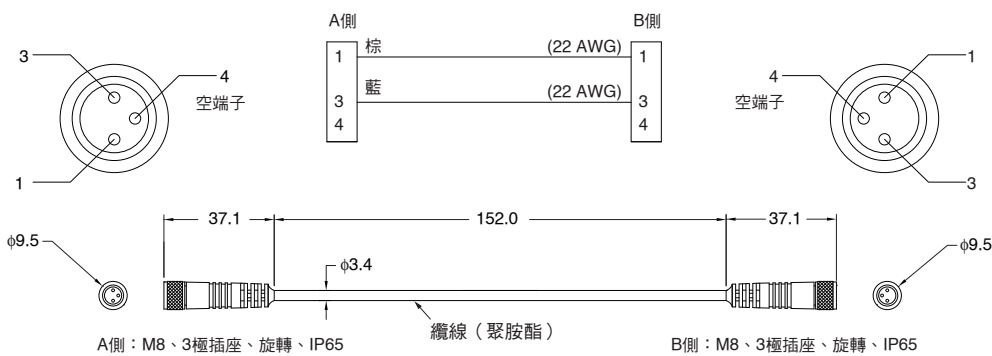 A側
B側
棕
(22 AWG)
1
1
藍
(22 AWG)
3
3
4
4
3
4
空端子
1
1
4
空端子
3
37.1
152.0
37.1
ϕ9.5
ϕ3.4
ϕ9.5
纜線（聚胺酯）
A側：M8、3極插座、旋轉、IP65
B側：M8、3極插座、旋轉、IP65